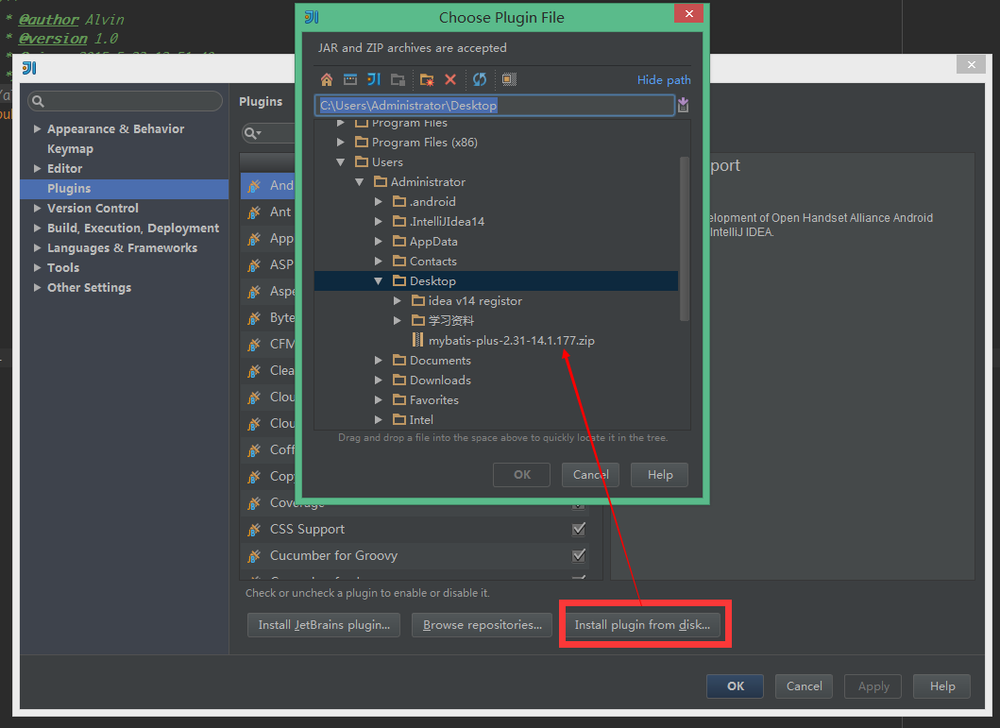 * @author Alvin
* @version 1.0
Choose Plugin File
JAR and ZIP archives are accepted
Hide path
C:\Users\Administrator\Desktop
Program Files
Program Files (x86)
Users
Administrator
.android
.IntelliJIdea14
AppData
Contacts
Desktop
idea v14 registor
学习资料
mybatis-plus-2.31-14.1.177.zip
Documents
Downloads
Favorites
Intel
Drag and drop a file into the space above to quickly locate it in the tree.
OK
Cancel
Help
Appearance & Behavior
Keymap
Editor
Plugins
Version Control
Build, Execution, Deployment
Languages & Frameworks
Tools
Other Settings
Plugins
And
Ant
App
ASP
Aspe
Byte
CFM
Clea
Clou
Clou
Coff
Cop
Coverage
CSS Support
Cucumber for Groovy
port
elopment of Open Handset Alliance Android
IntelliJ IDEA.
Check or uncheck a plugin to enable or disable it.
Install JetBrains plugin...
Browse repositories...
Install plugin from disk...
OK
Cancel
Apply
Help